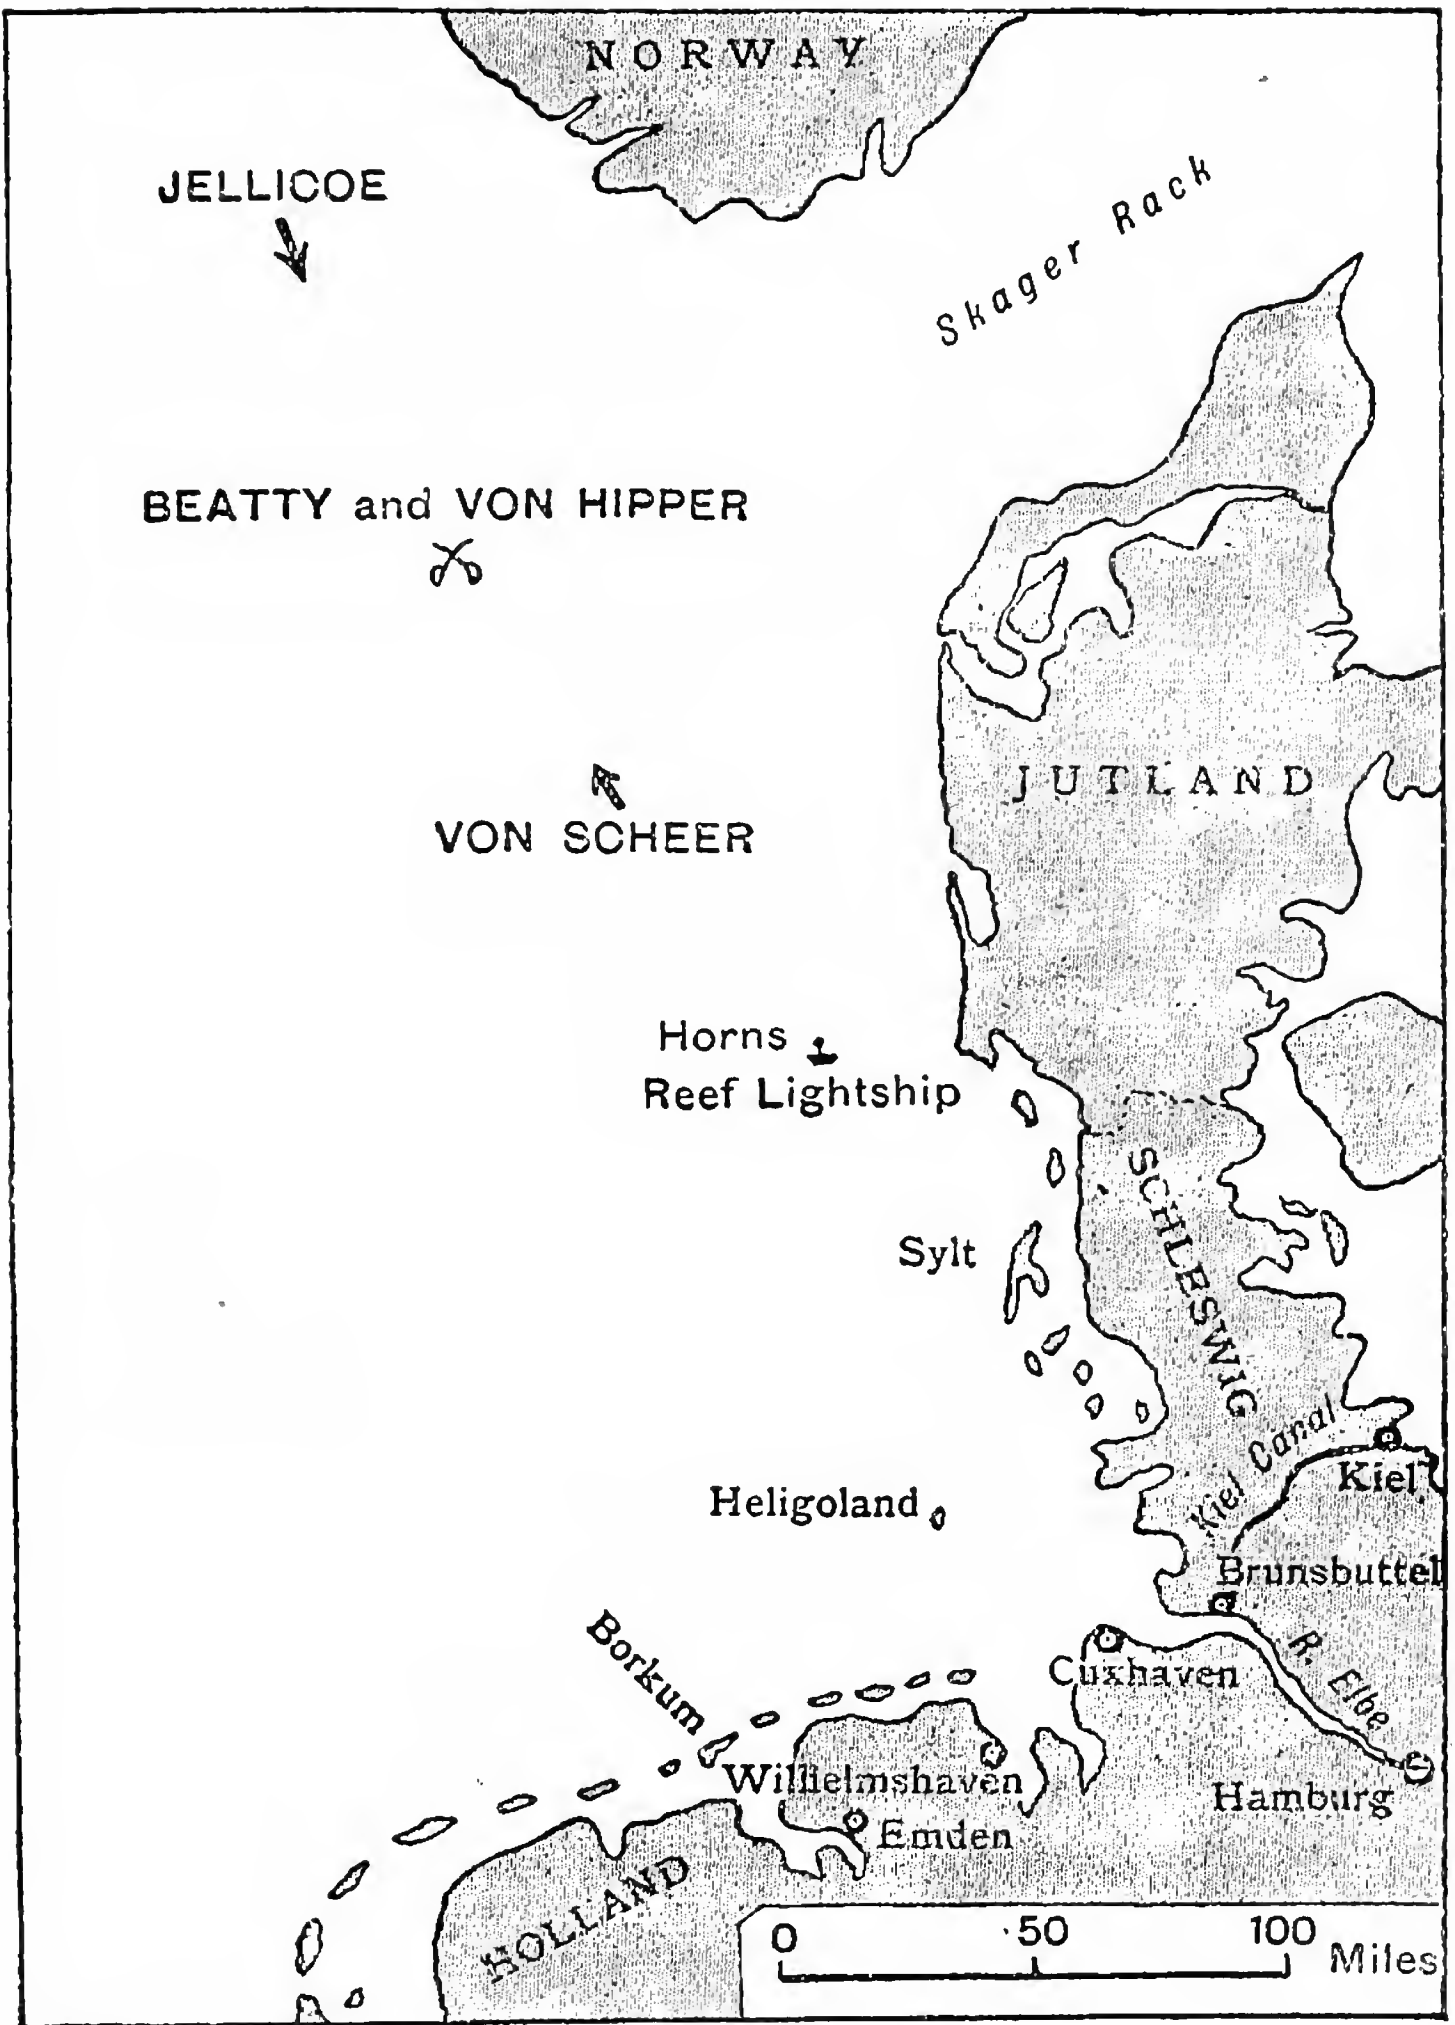 NORWAY
JELLICOE
Skager Rack
BEATTY and VON HIPPER
JUTLAND
VON SCHEER
Horns
Reef Lightship
SCHLESWIG
Sylt
Kiel Canal
Kiel
Heligoland
Brunsbuttel
Borkum
R. Elbe
Cuxhaven
Wilhelmshaven
Hamburg
Emden
HOLLAND
0 50 100 Miles